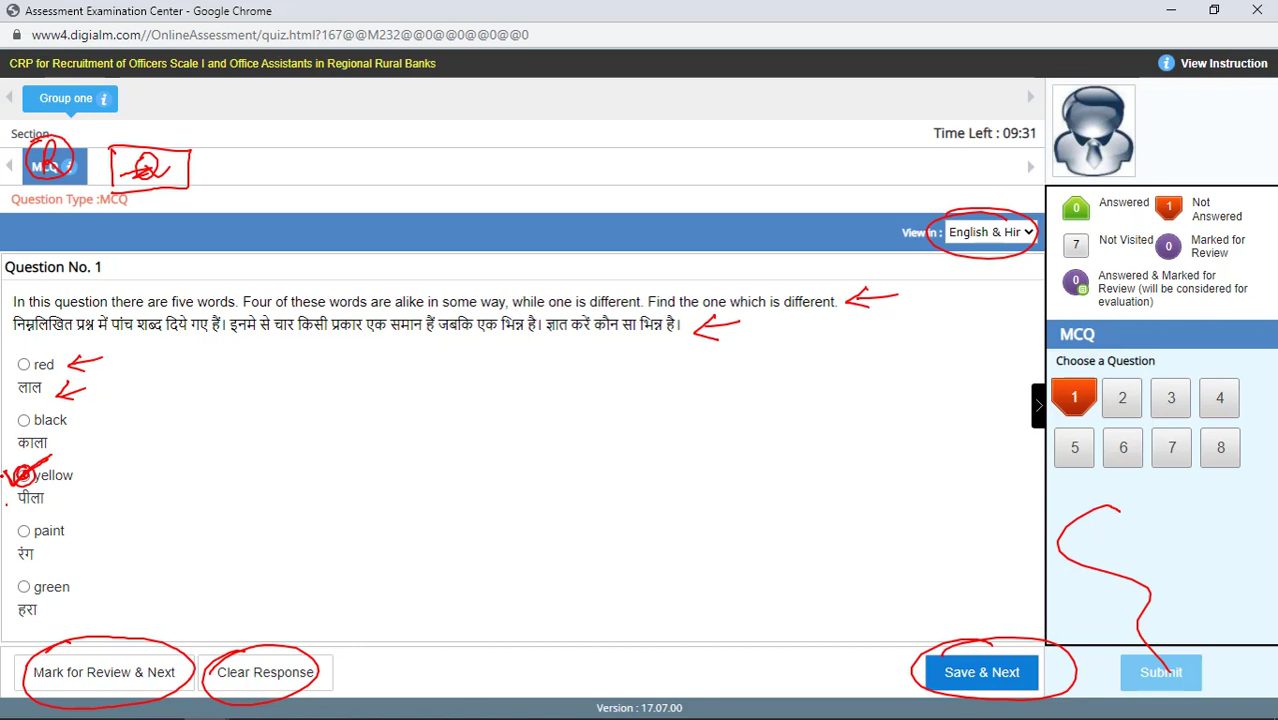 Assessment Examination Center - Google Chrome
www4.digialm.com//OnlineAssessment/quiz.html?167@@M232@@0@@0@@0@@0
CRP for Recruitment of Officers Scale I and Office Assistants in Regional Rural Banks
View Instruction
Group one
Section
Time Left : 09:31
R
Q
Question Type :MCQ
View in :
English & Hin
Question No. 1
In this question there are five words. Four of these words are alike in some way, while one is different. Find the one which is different.
निम्नलिखित प्रश्न में पांच शब्द दिये गए हैं। इनमे से चार किसी प्रकार एक समान हैं जबकि एक भिन्न है। ज्ञात करें कौन सा भिन्न है।
red
लाल
black
काला
yellow
पीला
paint
रंग
green
हरा
Mark for Review & Next
Clear Response
Save & Next
0 Answered
1 Not Answered
7 Not Visited
0 Marked for Review
0 Answered & Marked for Review (will be considered for evaluation)
MCQ
Choose a Question
1 2 3 4
5 6 7 8
Submit
Version : 17.07.00